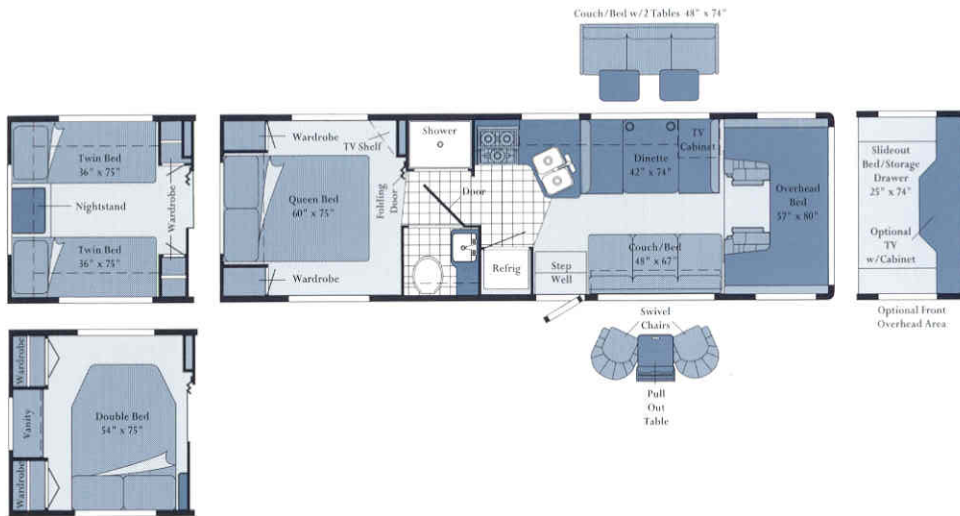 Couch/Bed w/2 Tables 48" x 74"
Twin Bed
36" x 75"
Nightstand
Wardrobe
Twin Bed
36" x 75"
Wardrobe
TV Shelf
Queen Bed
60" x 75"
Folding
Door
Wardrobe
Shower
Door
Refrig
Step
Well
Dinette
42" x 74"
TV
Cabinet
Couch/Bed
48" x 67"
Overhead
Bed
57" x 80"
Slideout
Bed/Storage
Drawer
25" x 74"
Optional
TV
w/Cabinet
Optional Front
Overhead Area
Swivel
Chairs
Pull
Out
Table
Wardrobe
Vanity
Wardrobe
Double Bed
54" x 75"